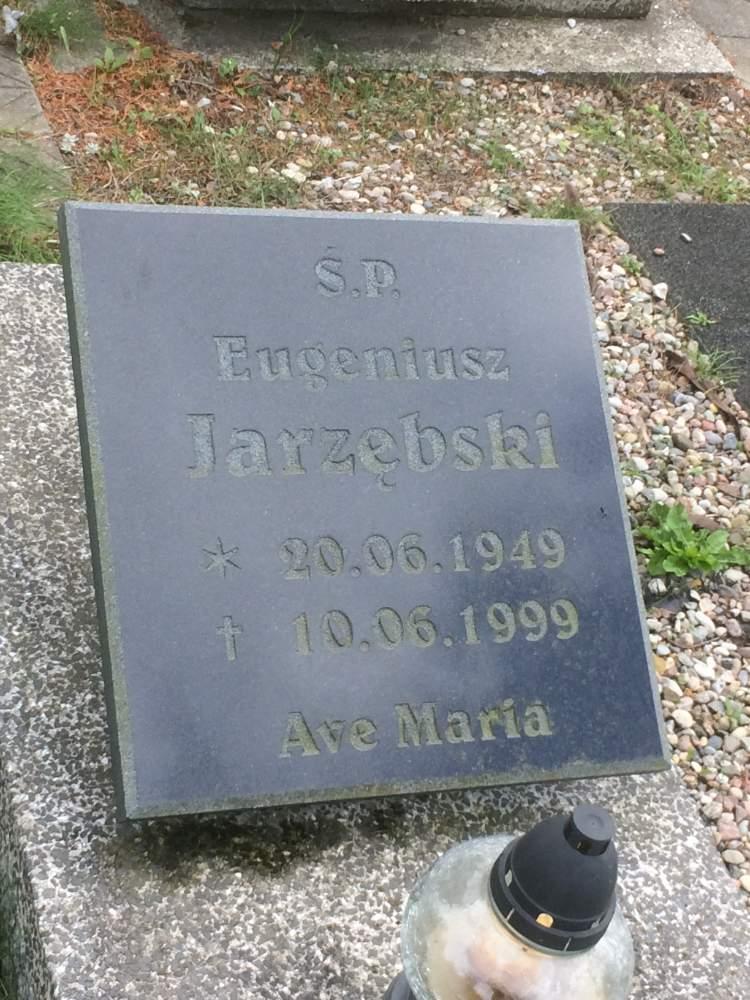 Ś.P.
Eugeniusz
Jarzębski
* 20.06.1949
† 10.06.1999
Ave Maria